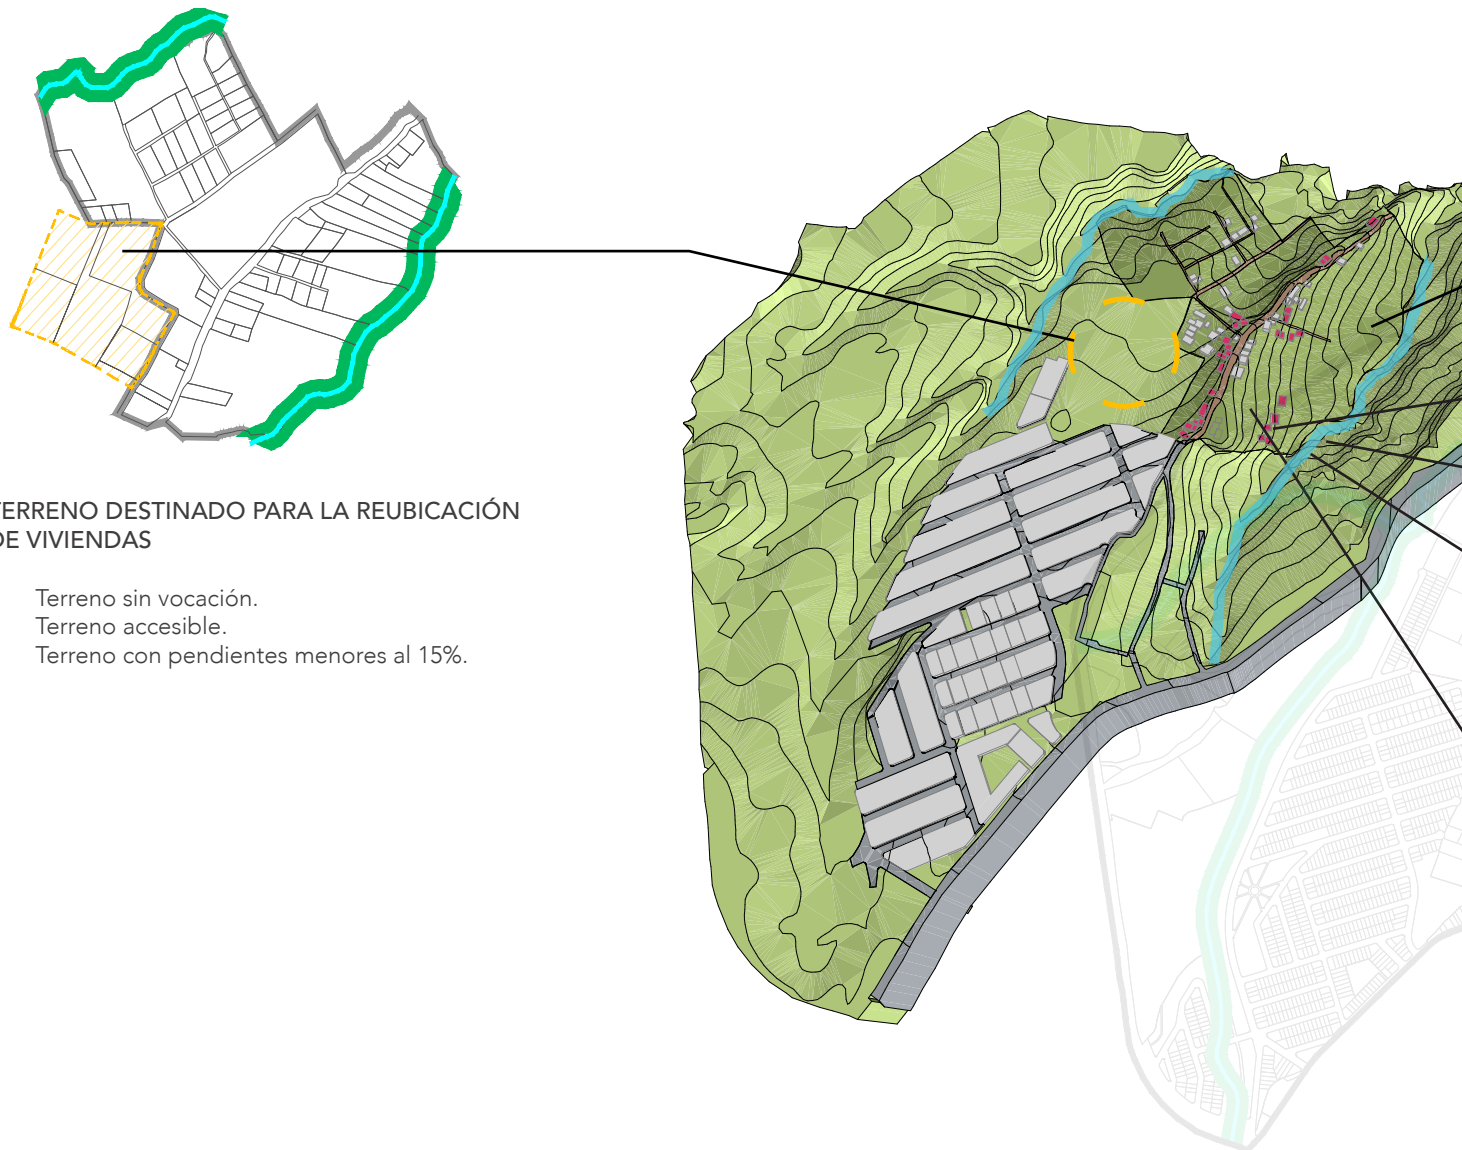 TERRENO DESTINADO PARA LA REUBICACIÓN
DE VIVIENDAS
Terreno sin vocación.
Terreno accesible.
Terreno con pendientes menores al 15%.